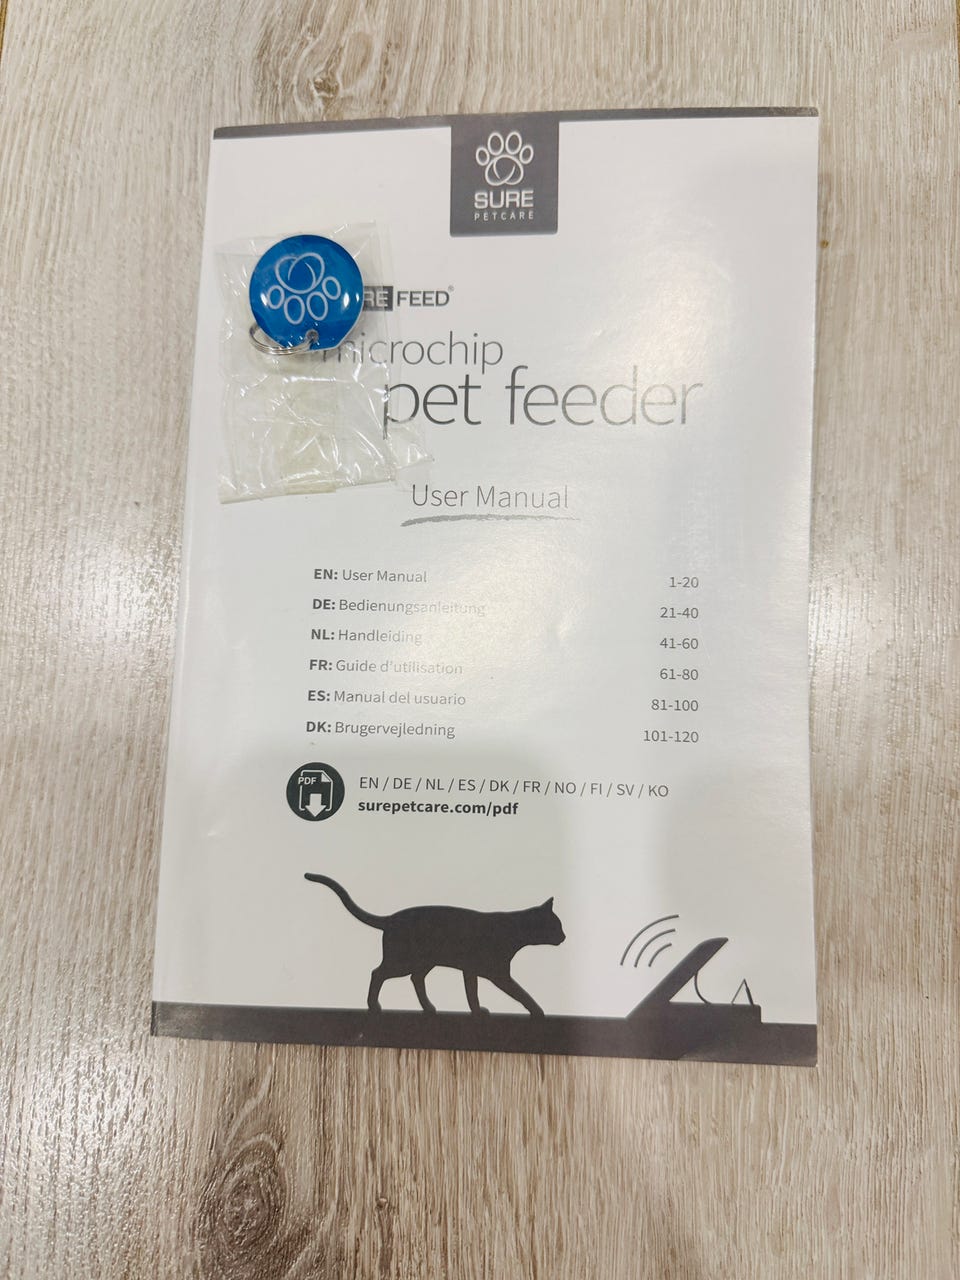 SURE
PETCARE
RE FEED®
microchip
pet feeder
User Manual
EN: User Manual 1-20
DE: Bedienungsanleitung 21-40
NL: Handleiding 41-60
FR: Guide d'utilisation 61-80
ES: Manual del usuario 81-100
DK: Brugervejledning 101-120
PDF
EN / DE / NL / ES / DK / FR / NO / FI / SV / KO
surepetcare.com/pdf